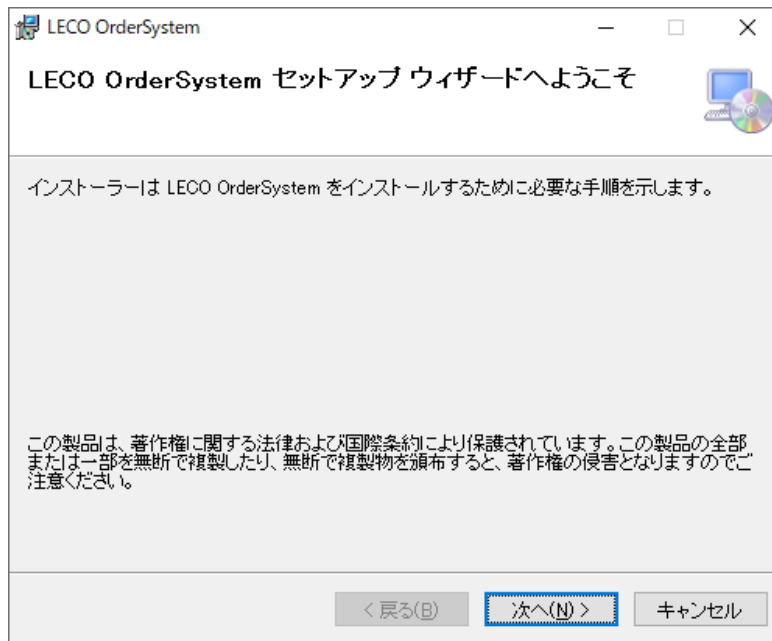 LECO OrderSystem
LECO OrderSystem セットアップ ウィザードへようこそ
インストーラーは LECO OrderSystem をインストールするために必要な手順を示します。
この製品は、著作権に関する法律および国際条約により保護されています。この製品の全部
または一部を無断で複製したり、無断で複製物を頒布すると、著作権の侵害となりますのでご
注意ください。
< 戻る(B) 次へ(N) > キャンセル